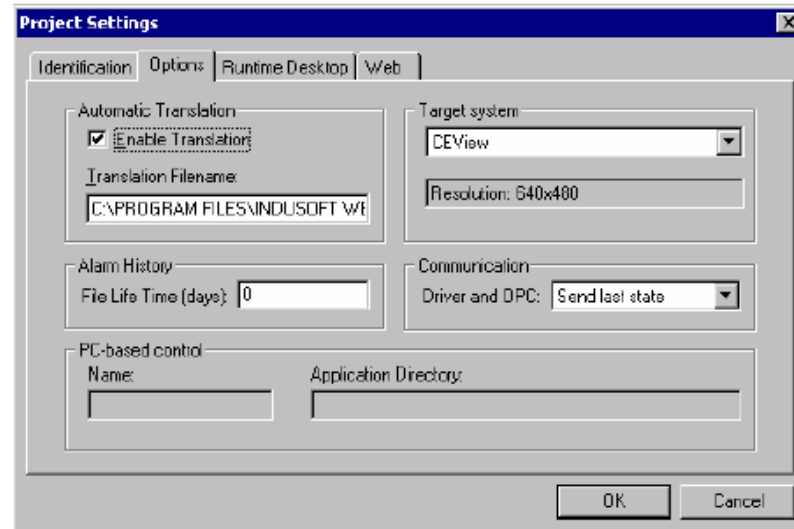 Project Settings
Identification Options Runtime Desktop Web
Automatic Translation
Enable Translation
Translation Filename:
C:\PROGRAM FILES\INDUSOFT WE
Target system
CEView
Resolution: 640x480
Alarm History
File Life Time (days): 0
Communication
Driver and OPC: Send last state
PC-based control
Name:
Application Directory:
OK Cancel